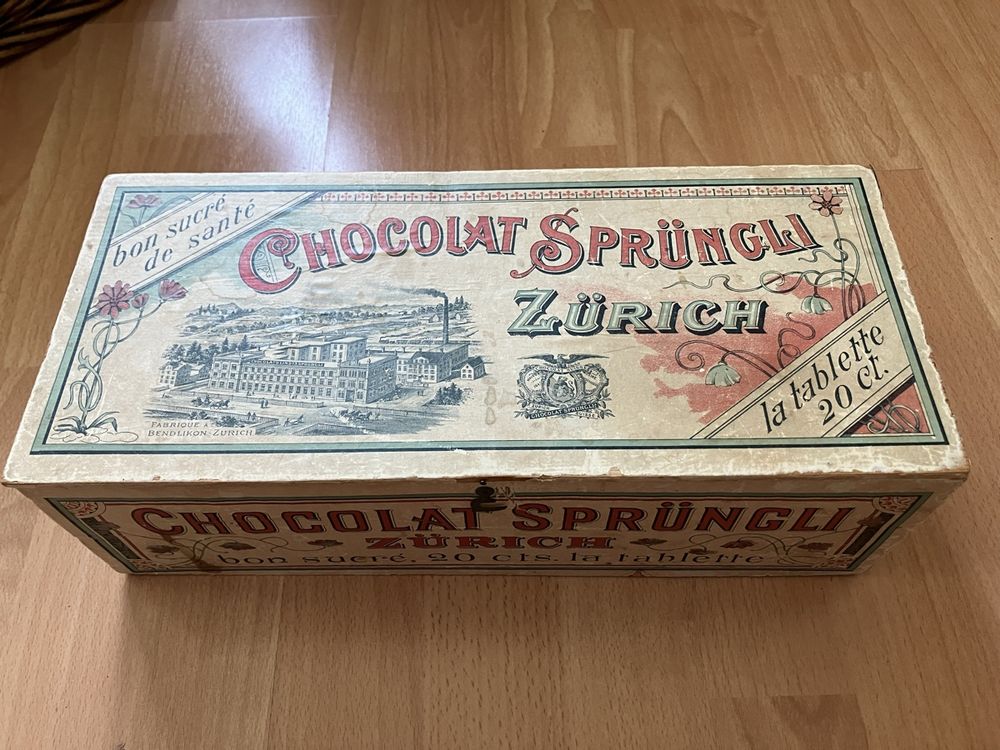 bon sucré
de santé
CHOCOLAT SPRÜNGLI
ZÜRICH
la tablette
20 ct.
FABRIQUE A
BENDLIKON-ZURICH
CHOCOLAT SPRÜNGLI
CHOCOLAT SPRÜNGLI
ZÜRICH
bon sucré, 20 cts. la tablette